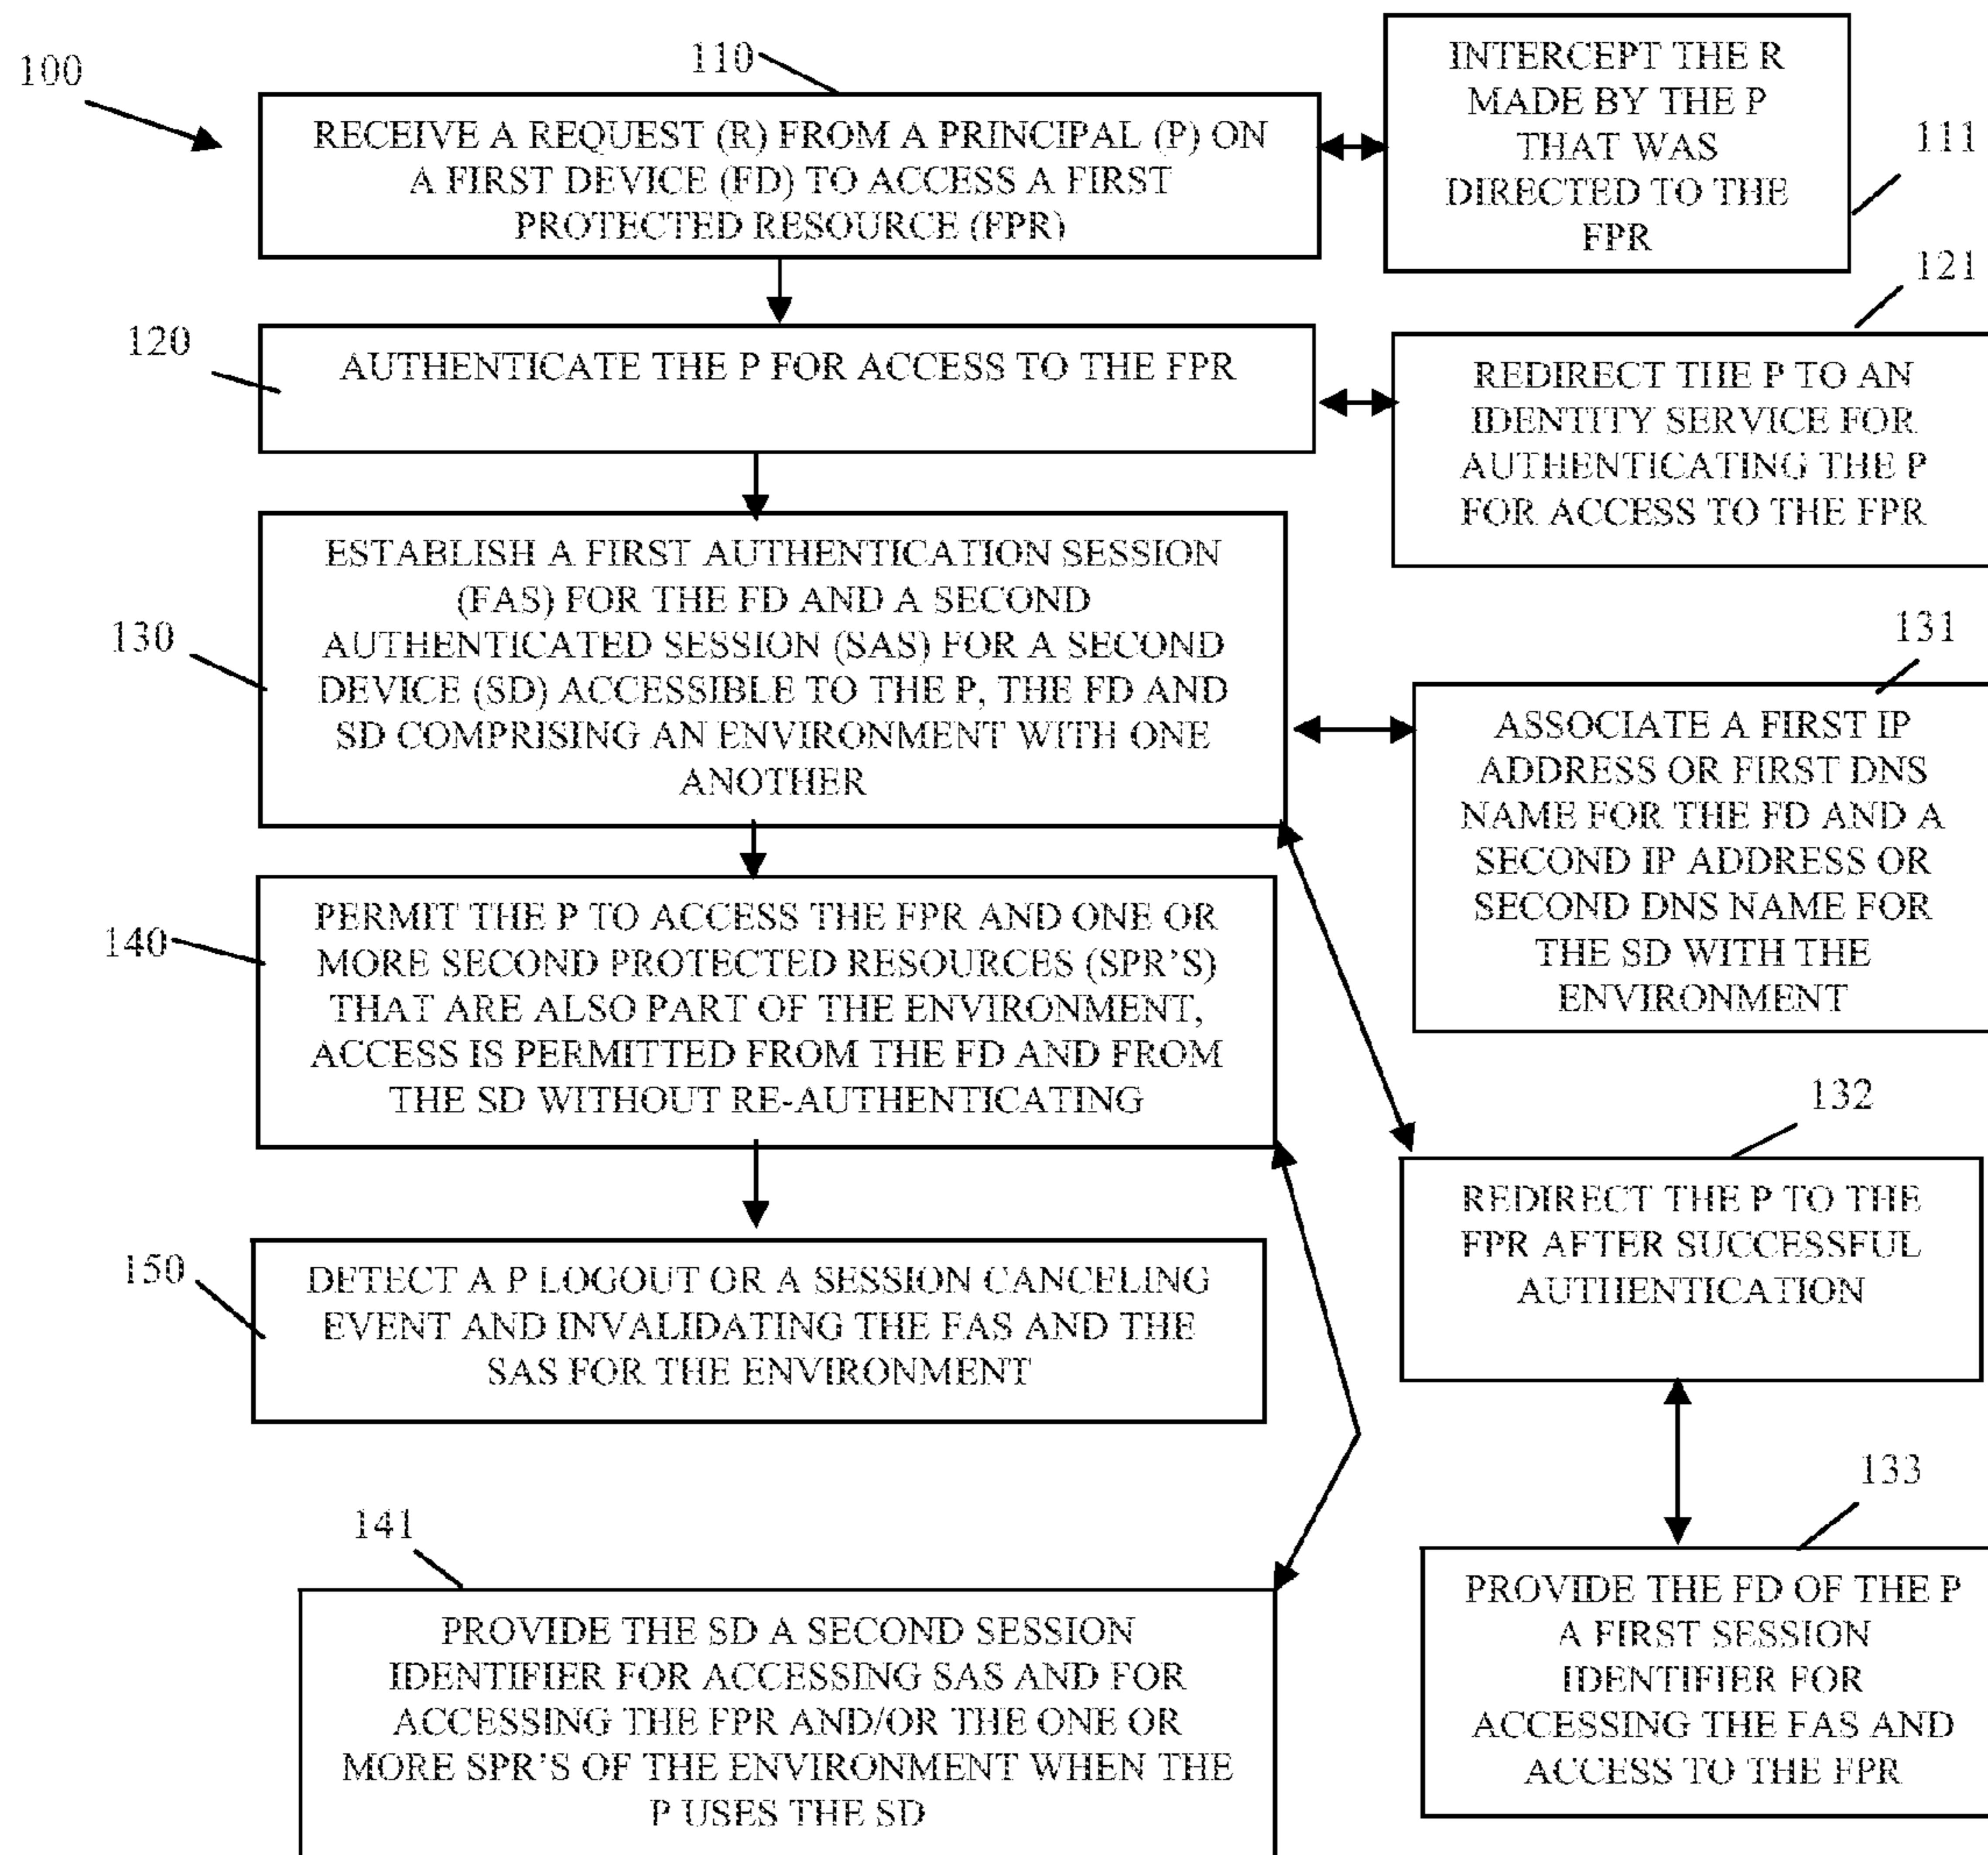 100
110
RECEIVE A REQUEST (R) FROM A PRINCIPAL (P) ON
A FIRST DEVICE (FD) TO ACCESS A FIRST
PROTECTED RESOURCE (FPR)
INTERCEPT THE R
MADE BY THE P
THAT WAS
DIRECTED TO THE
FPR
111
120
AUTHENTICATE THE P FOR ACCESS TO THE FPR
121
REDIRECT THE P TO AN
IDENTITY SERVICE FOR
AUTHENTICATING THE P
FOR ACCESS TO THE FPR
130
ESTABLISH A FIRST AUTHENTICATION SESSION
(FAS) FOR THE FD AND A SECOND
AUTHENTICATED SESSION (SAS) FOR A SECOND
DEVICE (SD) ACCESSIBLE TO THE P, THE FD AND
SD COMPRISING AN ENVIRONMENT WITH ONE
ANOTHER
131
ASSOCIATE A FIRST IP
ADDRESS OR FIRST DNS
NAME FOR THE FD AND A
SECOND IP ADDRESS OR
SECOND DNS NAME FOR
THE SD WITH THE
ENVIRONMENT
140
PERMIT THE P TO ACCESS THE FPR AND ONE OR
MORE SECOND PROTECTED RESOURCES (SPR'S)
THAT ARE ALSO PART OF THE ENVIRONMENT,
ACCESS IS PERMITTED FROM THE FD AND FROM
THE SD WITHOUT RE-AUTHENTICATING
132
REDIRECT THE P TO THE
FPR AFTER SUCCESSFUL
AUTHENTICATION
150
DETECT A P LOGOUT OR A SESSION CANCELING
EVENT AND INVALIDATING THE FAS AND THE
SAS FOR THE ENVIRONMENT
133
PROVIDE THE FD OF THE P
A FIRST SESSION
IDENTIFIER FOR
ACCESSING THE FAS AND
ACCESS TO THE FPR
141
PROVIDE THE SD A SECOND SESSION
IDENTIFIER FOR ACCESSING SAS AND FOR
ACCESSING THE FPR AND/OR THE ONE OR
MORE SPR'S OF THE ENVIRONMENT WHEN THE
P USES THE SD